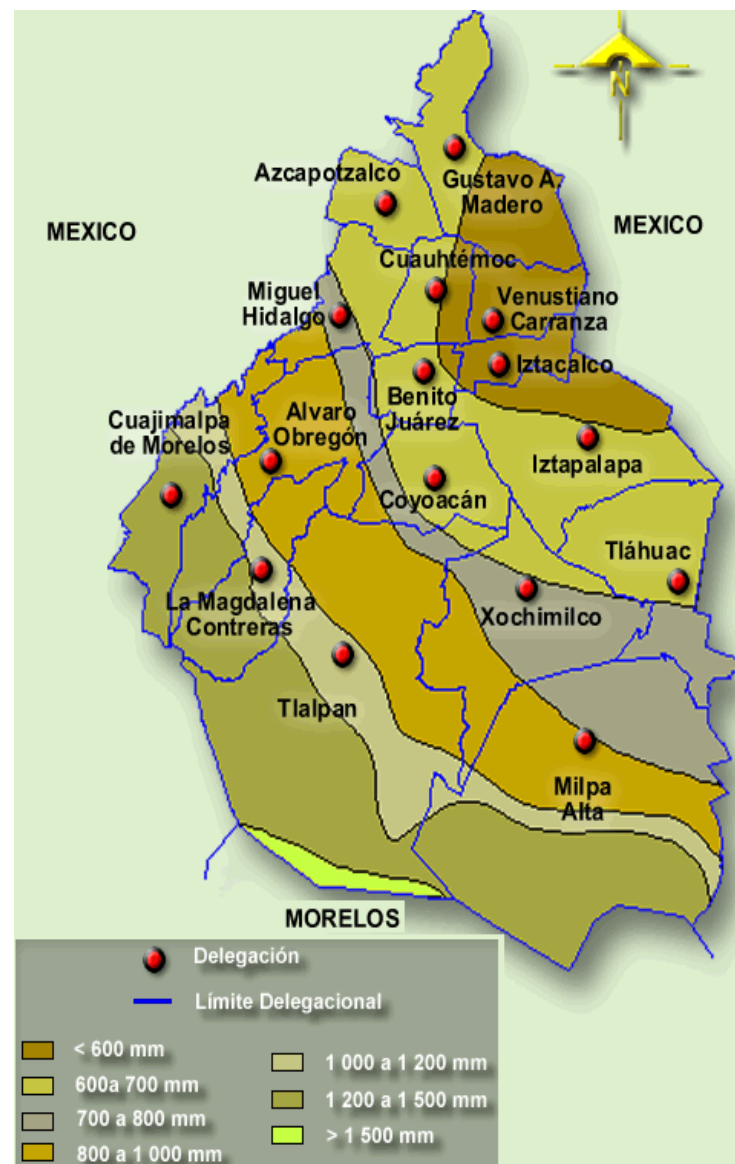 N
Azcapotzalco
Gustavo A.
Madero
MEXICO
MEXICO
Cuauhtémoc
Miguel
Hidalgo
Venustiano
Carranza
Iztacalco
Benito
Juárez
Cuajimalpa
de Morelos
Alvaro
Obregón
Iztapalapa
Coyoacán
Tláhuac
La Magdalena
Contreras
Xochimilco
Tlalpan
Milpa
Alta
MORELOS
Delegación
Límite Delegacional
< 600 mm
600a 700 mm
700 a 800 mm
800 a 1 000 mm
1 000 a 1 200 mm
1 200 a 1 500 mm
> 1 500 mm